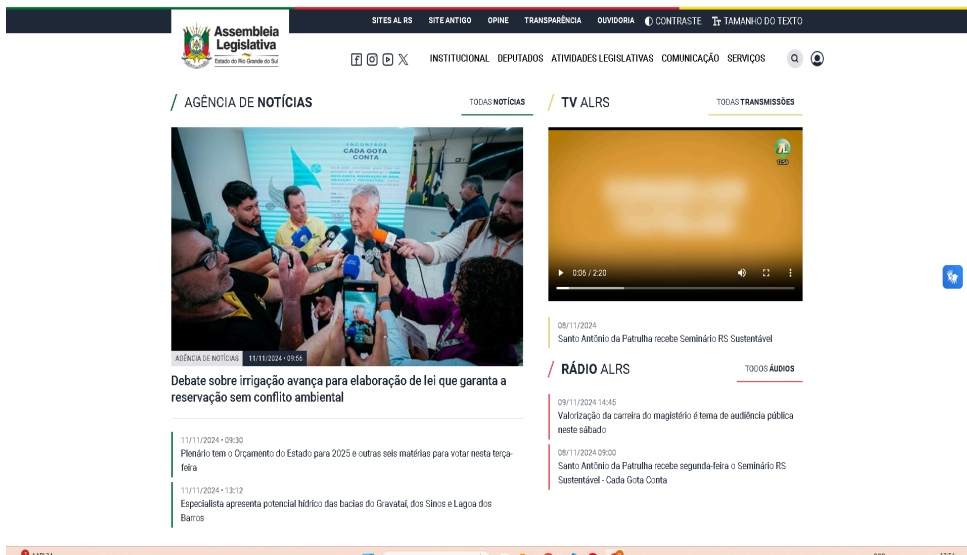 SITES AL RS SITE ANTIGO OPINE TRANSPARÊNCIA OUVIDORIA CONTRASTE TAMANHO DO TEXTO
Assembleia
Legislativa
Estado do Rio Grande do Sul
INSTITUCIONAL DEPUTADOS ATIVIDADES LEGISLATIVAS COMUNICAÇÃO SERVIÇOS
AGÊNCIA DE NOTÍCIAS
TODAS NOTÍCIAS
ENCONTROS
CADA GOTA
CONTA
AGÊNCIA DE NOTÍCIAS 11/11/2024 • 09:56
Debate sobre irrigação avança para elaboração de lei que garanta a
reservação sem conflito ambiental
11/11/2024 • 09:30
Plenário tem o Orçamento do Estado para 2025 e outras seis matérias para votar nesta terça-
feira
11/11/2024 • 13:12
Especialista apresenta potencial hídrico das bacias do Gravataí, dos Sinos e Lagoa dos
Barros
TV ALRS
TODAS TRANSMISSÕES
0:06 / 2:20
08/11/2024
Santo Antônio da Patrulha recebe Seminário RS Sustentável
RÁDIO ALRS
TODOS ÁUDIOS
09/11/2024 14:45
Valorização da carreira do magistério é tema de audiência pública
neste sábado
08/11/2024 09:00
Santo Antônio da Patrulha recebe segunda-feira o Seminário RS
Sustentável - Cada Gota Conta